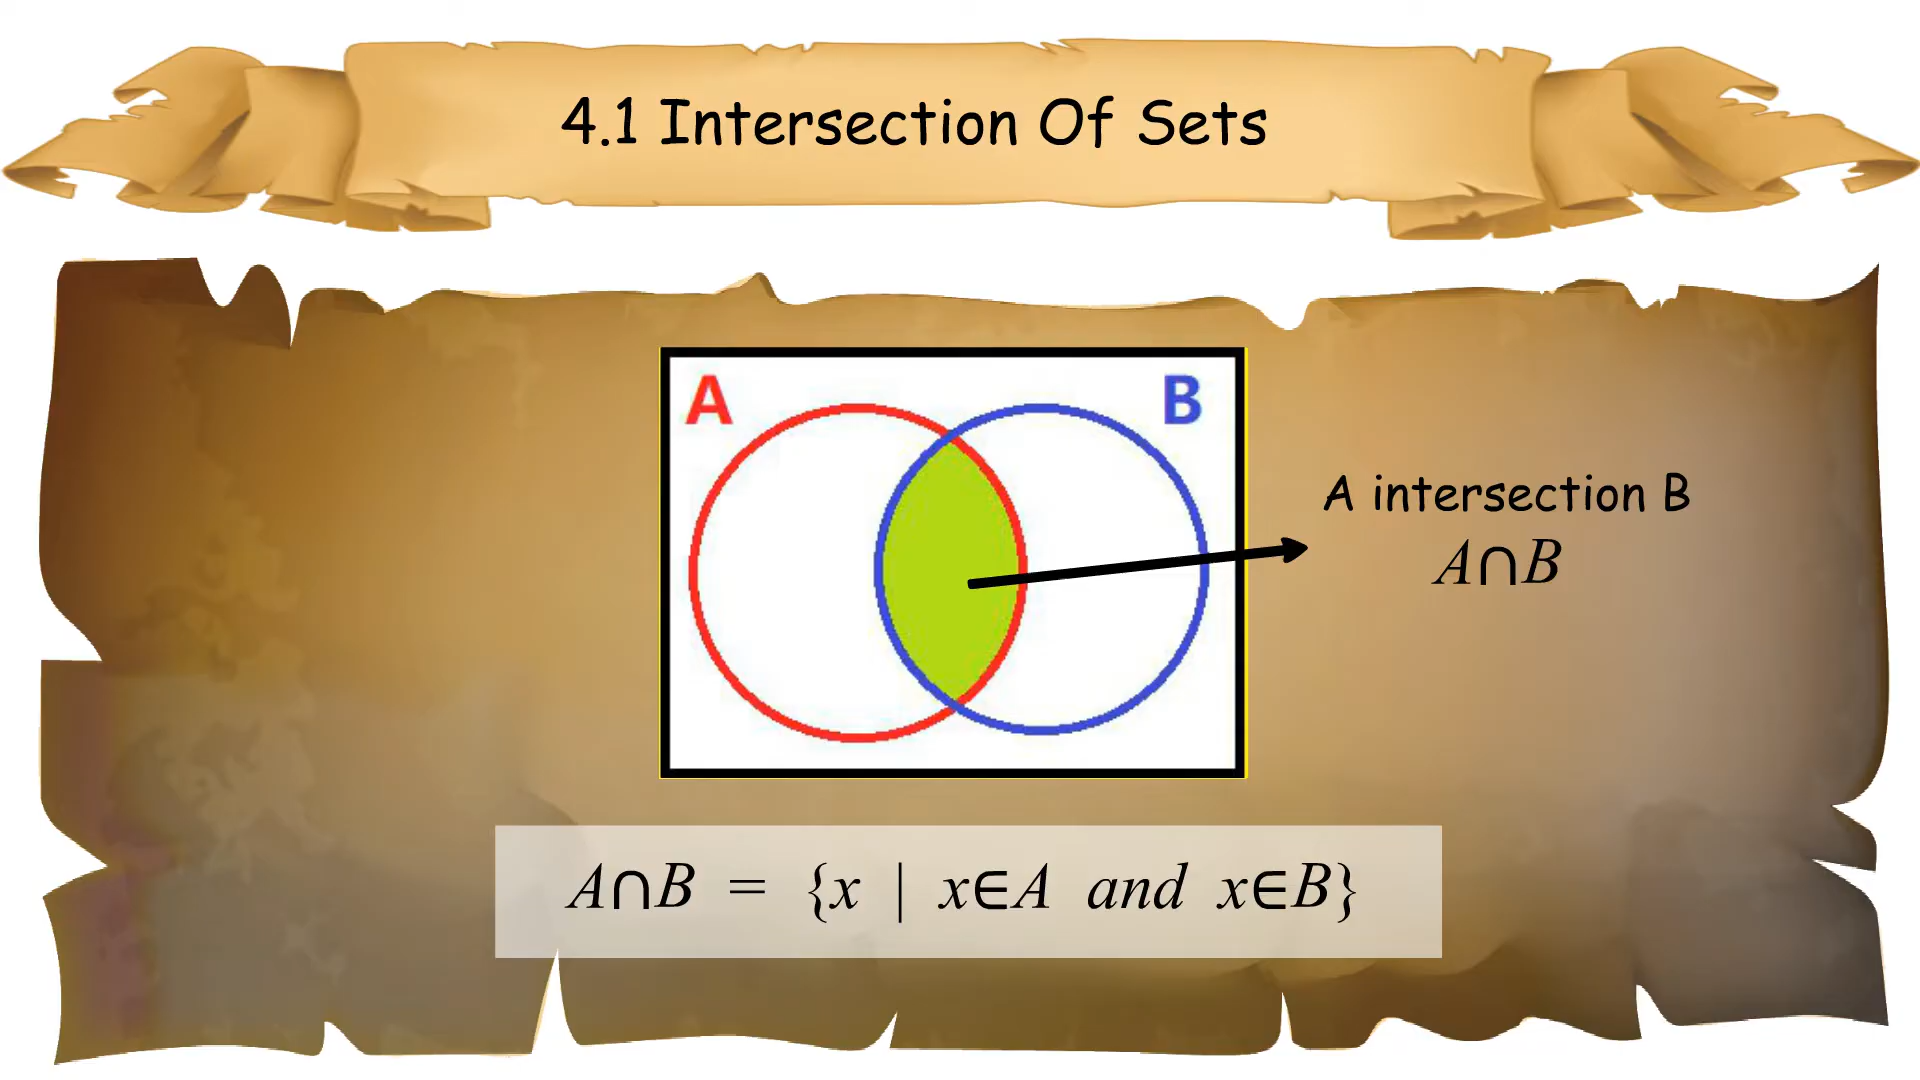 4.1 Intersection Of Sets
A B
A intersection B
A∩B
A∩B = {x | x∈A and x∈B}